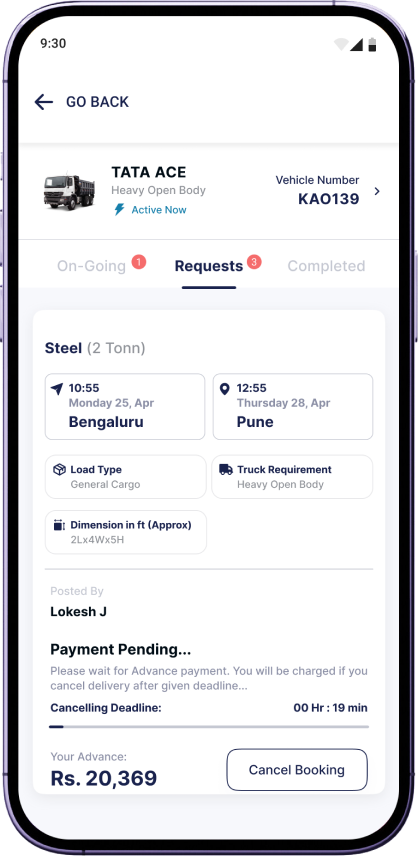 9:30
GO BACK
TATA ACE
Heavy Open Body
Active Now
Vehicle Number
KAO139
On-Going 1
Requests 3
Completed
Steel (2 Tonn)
10:55
Monday 25, Apr
Bengaluru
12:55
Thursday 28, Apr
Pune
Load Type
General Cargo
Truck Requirement
Heavy Open Body
Dimension in ft (Approx)
2Lx4Wx5H
Posted By
Lokesh J
Payment Pending...
Please wait for Advance payment. You will be charged if you
cancel delivery after given deadline...
Cancelling Deadline: 00 Hr : 19 min
Your Advance:
Rs. 20,369
Cancel Booking